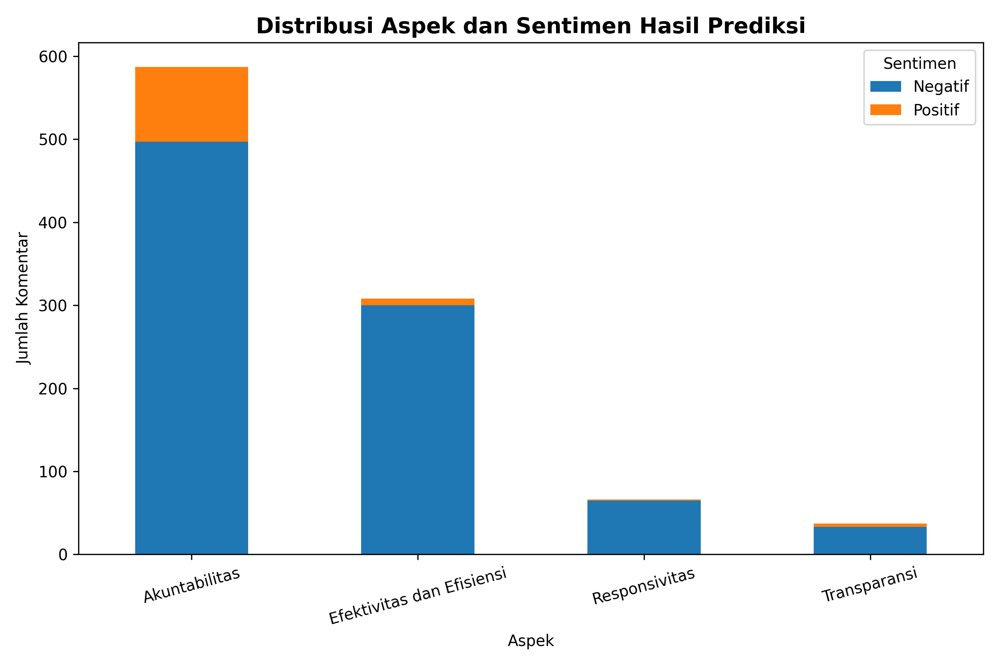 Distribusi Aspek dan Sentimen Hasil Prediksi
Sentimen
Negatif
Positif
Jumlah Komentar
600
500
400
300
200
100
0
Akuntabilitas
Efektivitas dan Efisiensi
Responsivitas
Transparansi
Aspek